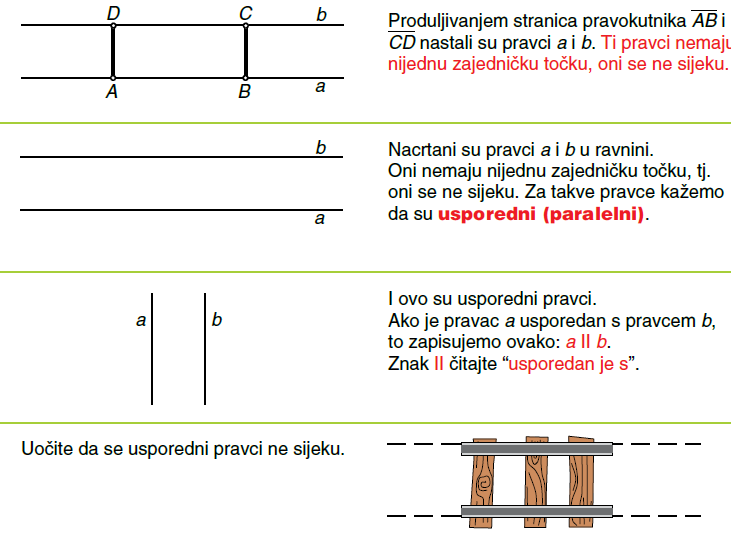 D C b
A B a
Produljivanjem stranica pravokutnika AB i
CD nastali su pravci a i b. Ti pravci nemaju
nijednu zajedničku točku, oni se ne sijeku.
b
a
Nacrtani su pravci a i b u ravnini.
Oni nemaju nijednu zajedničku točku, tj.
oni se ne sijeku. Za takve pravce kažemo
da su usporedni (paralelni).
a b
I ovo su usporedni pravci.
Ako je pravac a usporedan s pravcem b,
to zapisujemo ovako: a II b.
Znak II čitajte “usporedan je s”.
Uočite da se usporedni pravci ne sijeku.